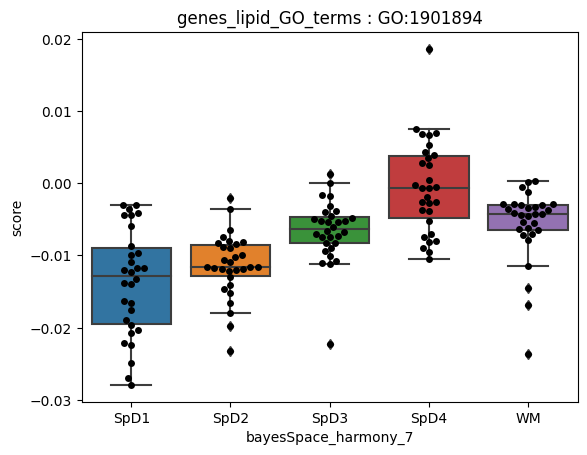 genes_lipid_GO_terms : GO:1901894
0.02
0.01
0.00
−0.01
−0.02
−0.03
score
SpD1 SpD2 SpD3 SpD4 WM
bayesSpace_harmony_7